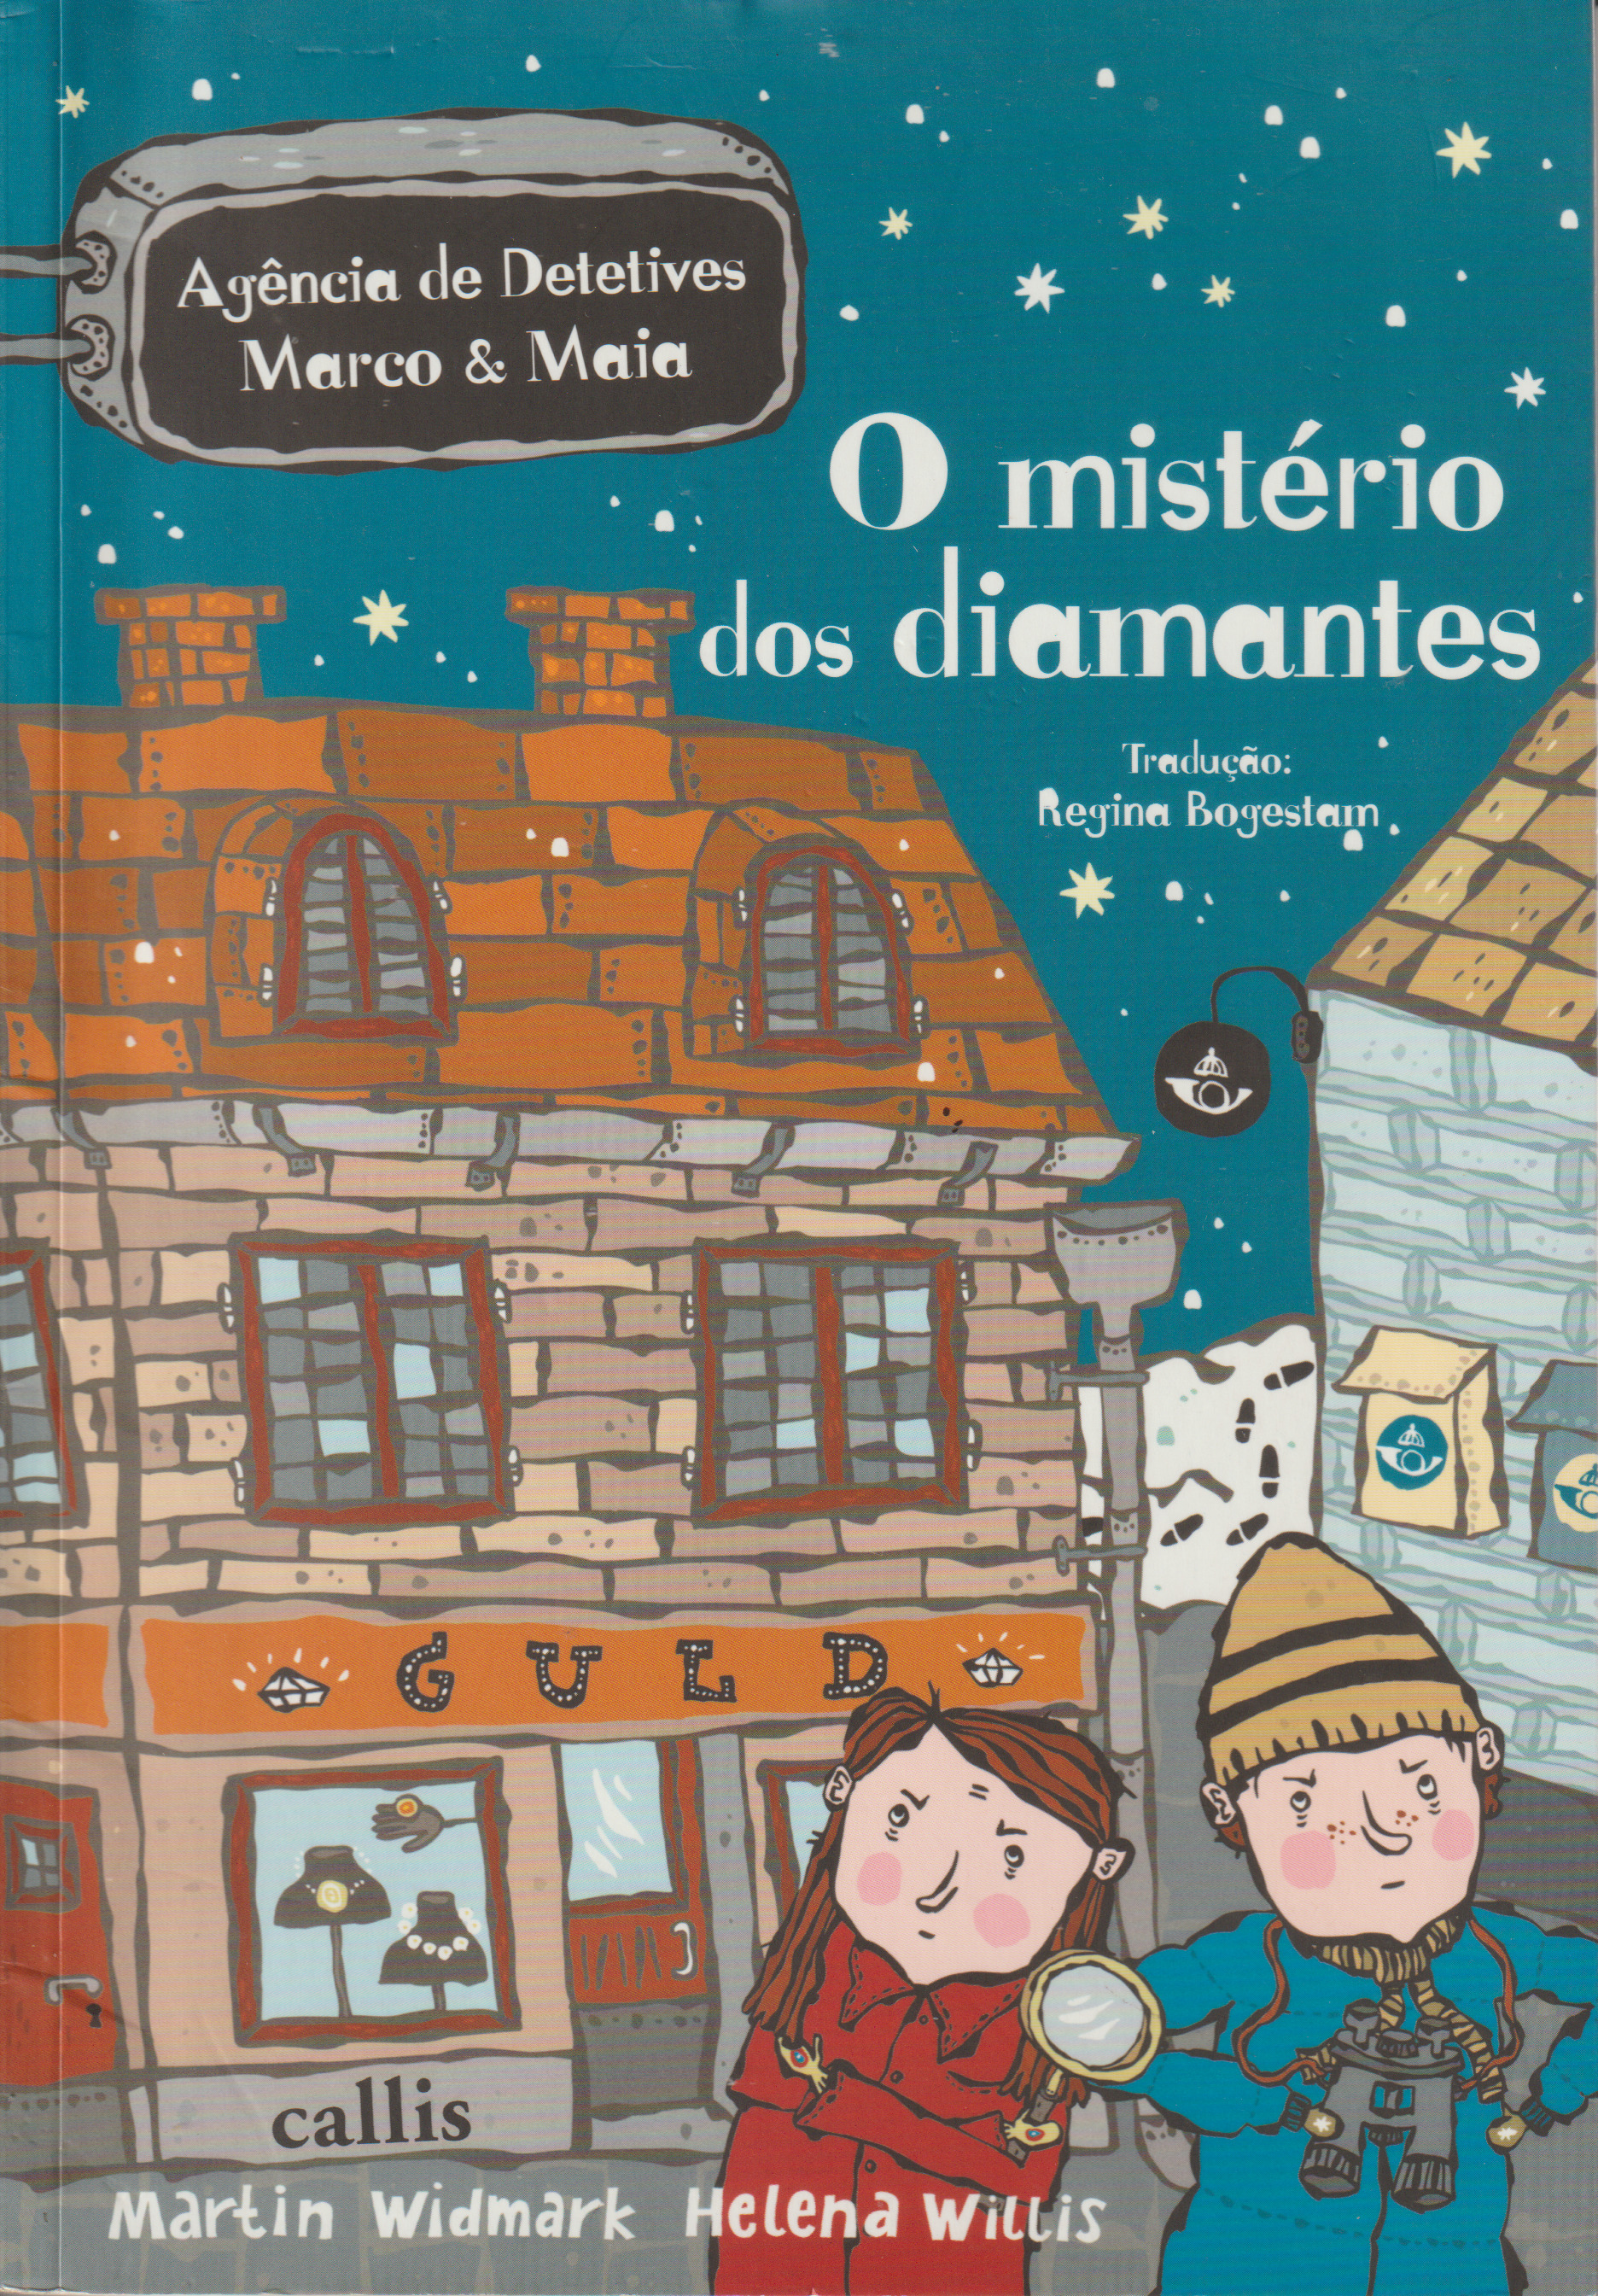 Agência de Detetives
Marco & Maia
O mistério
dos diamantes
Tradução:
Regina Bogestam
GULD
callis
Martin Widmark Helena Willis